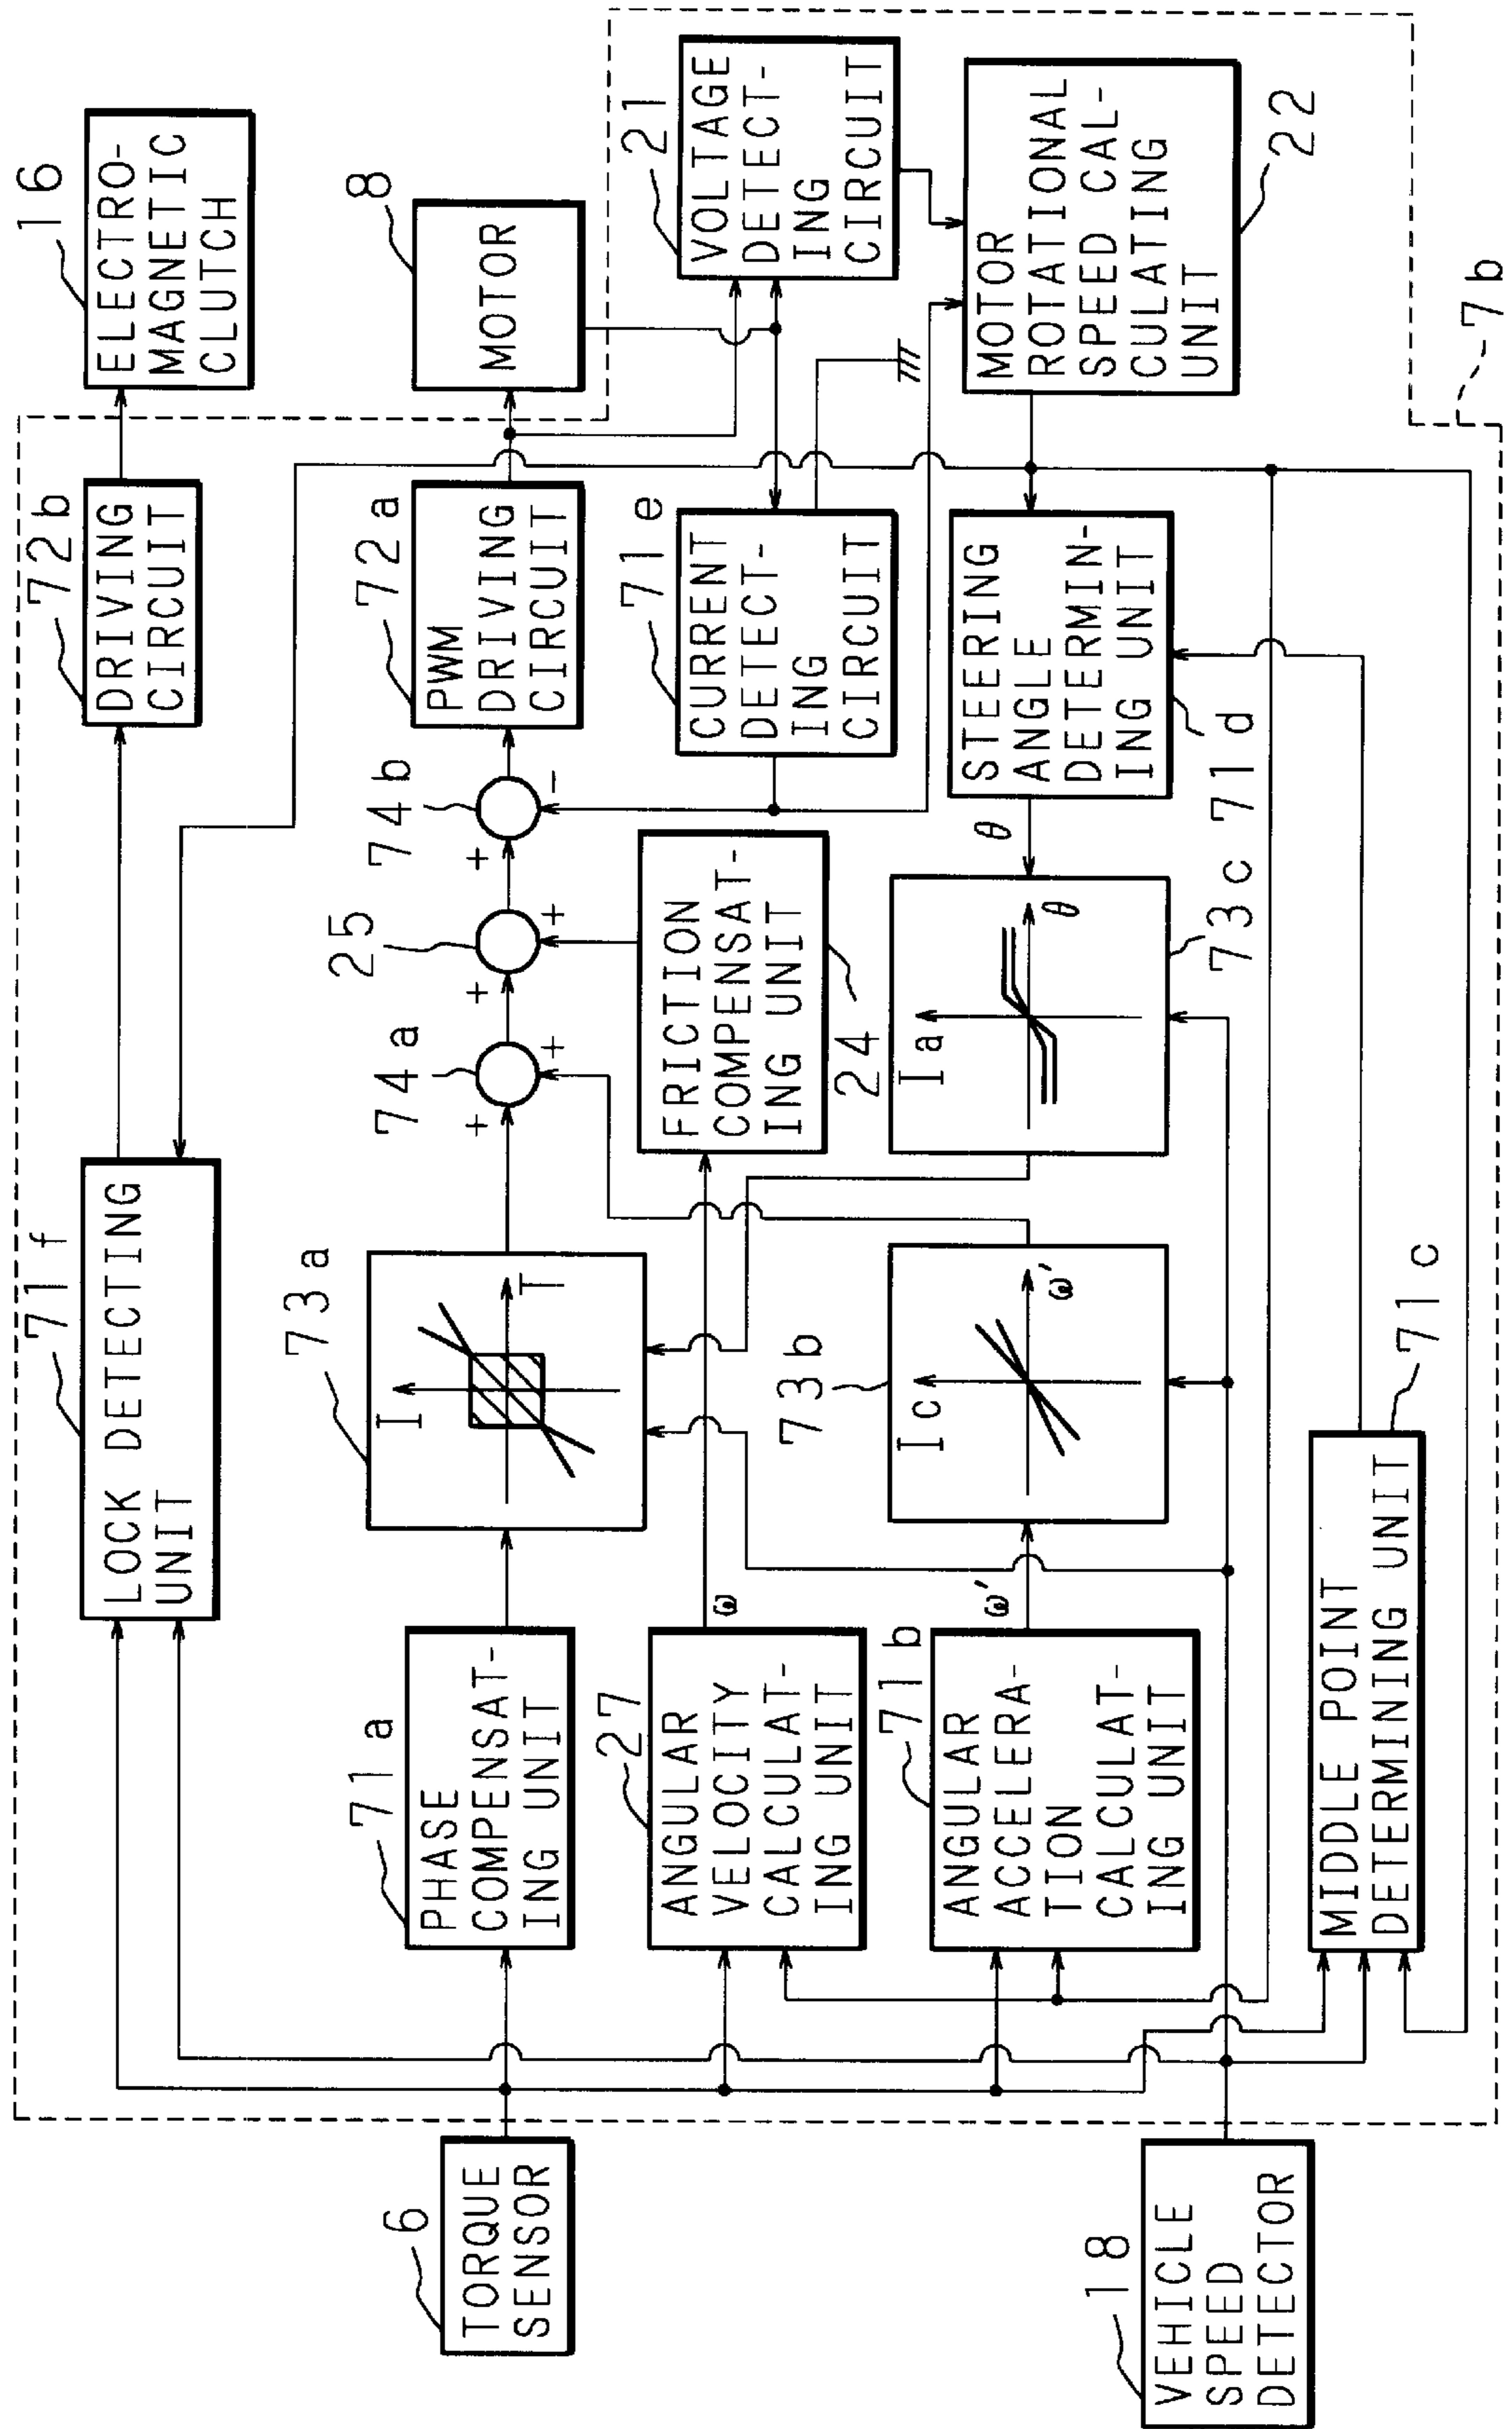 6
TORQUE
SENSOR
18
VEHICLE
SPEED
DETECTOR
71f
LOCK DETECTING
UNIT
71a
PHASE
COMPENSAT-
ING UNIT
27
ANGULAR
VELOCITY
CALCULAT-
ING UNIT
ω
71b
ANGULAR
ACCELERA-
TION
CALCULAT-
ING UNIT
ω'
MIDDLE POINT
DETERMINING UNIT
71c
73a
I
T
73b
Ic
ω'
74a
+
+
25
+
+
74b
+
-
FRICTION
COMPENSAT-
ING UNIT
24
Ia
θ
73c
θ
72b
DRIVING
CIRCUIT
72a
PWM
DRIVING
CIRCUIT
71e
CURRENT
DETECT-
ING
CIRCUIT
STEERING
ANGLE
DETERMIN-
ING UNIT
71d
16
ELECTRO-
MAGNETIC
CLUTCH
8
MOTOR
21
VOLTAGE
DETECT-
ING
CIRCUIT
MOTOR
ROTATIONAL
SPEED CAL-
CULATING
UNIT
22
7b